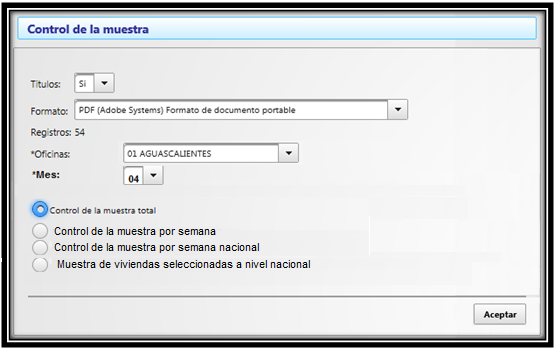 Control de la muestra
Títulos: Si
Formato: PDF (Adobe Systems) Formato de documento portable
Registros: 54
*Oficinas: 01 AGUASCALIENTES
*Mes: 04
Control de la muestra total
Control de la muestra por semana
Control de la muestra por semana nacional
Muestra de viviendas seleccionadas a nivel nacional
Aceptar